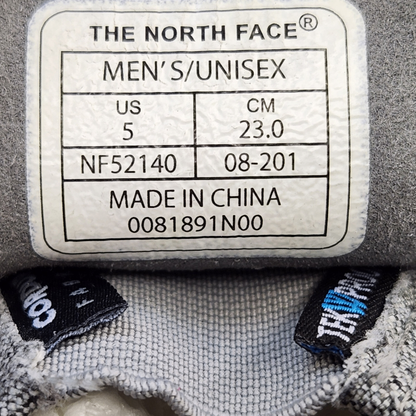 THE NORTH FACE®
MEN'S/UNISEX
US CM
5 23.0
NF52140 08-201
MADE IN CHINA
0081891N00